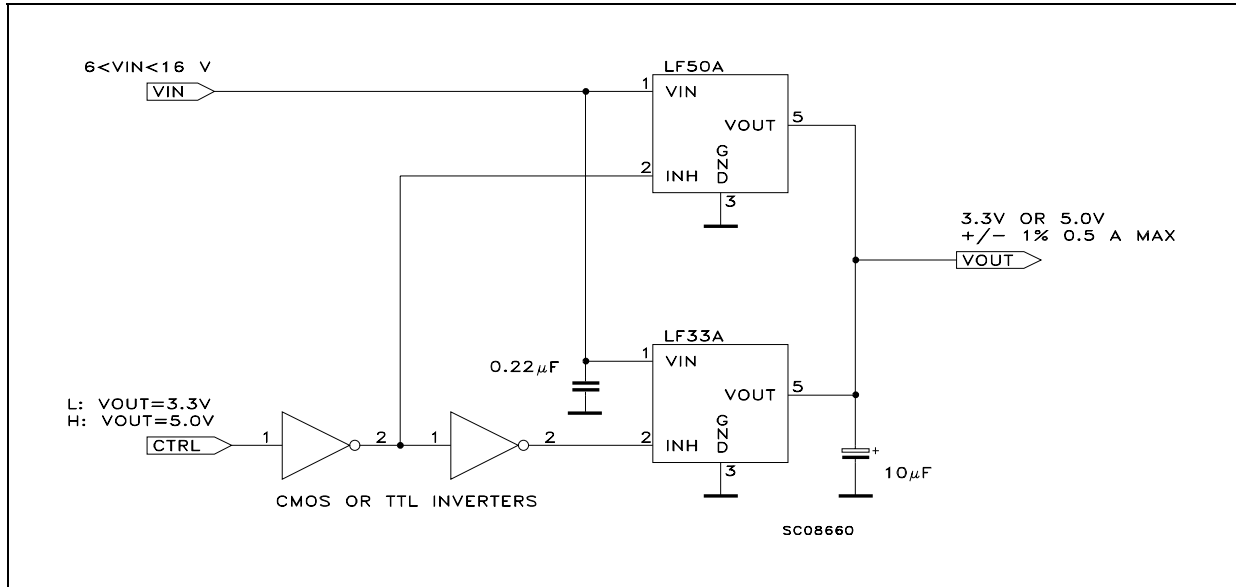 6<VIN<16 V
VIN
LF50A
1
VIN
VOUT
5
2
INH
GND
3
3.3V OR 5.0V
+/- 1% 0.5 A MAX
VOUT
LF33A
1
VIN
0.22µF
VOUT
5
L: VOUT=3.3V
H: VOUT=5.0V
CTRL
1
2
1
2
2
INH
GND
3
+
10µF
CMOS OR TTL INVERTERS
SC08660